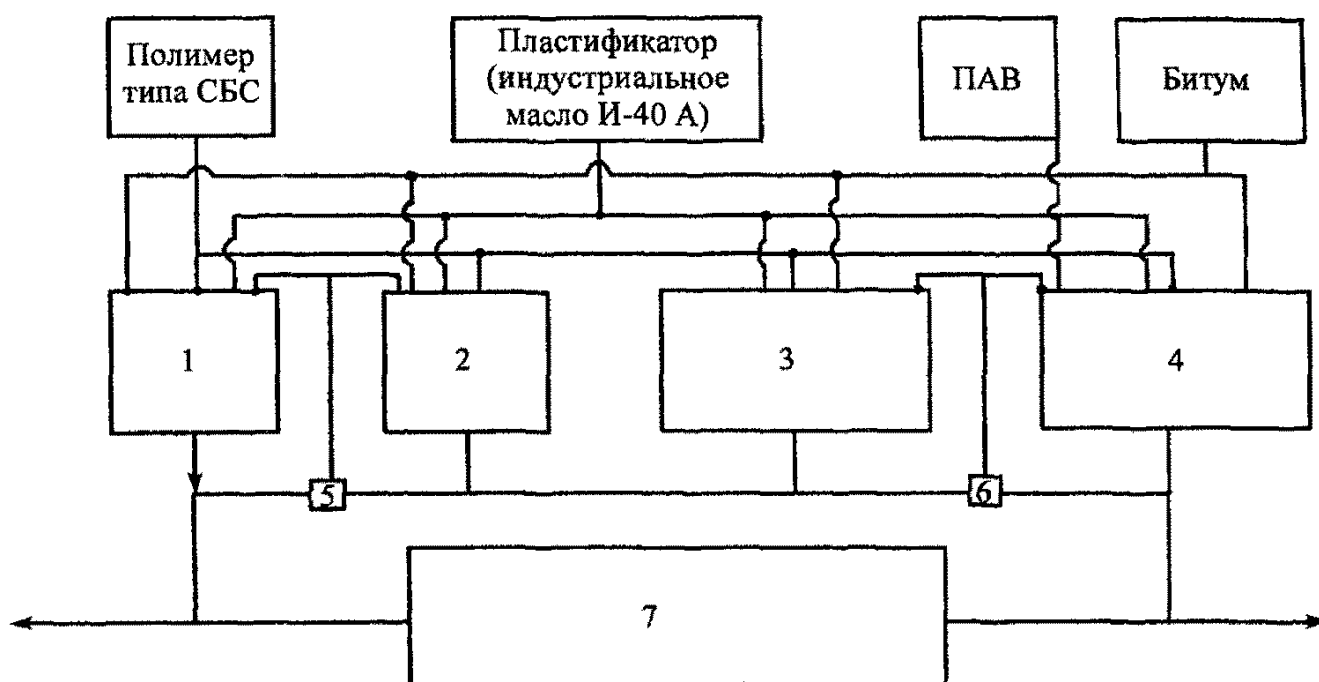 Полимер
типа СБС
Пластификатор
(индустриальное
масло И-40 А)
ПАВ
Битум
1
2
3
4
5
6
7